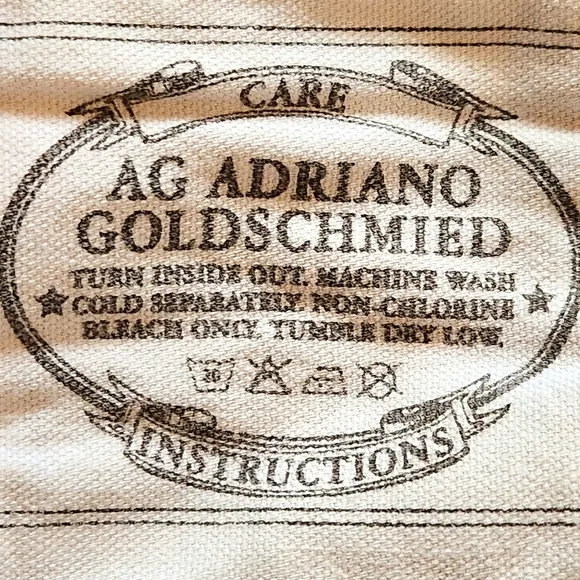 CARE
AG ADRIANO
GOLDSCHMIED
TURN INSIDE OUT. MACHINE WASH
COLD SEPARATELY. NON-CHLORINE
BLEACH ONLY. TUMBLE DRY LOW.
30
INSTRUCTIONS